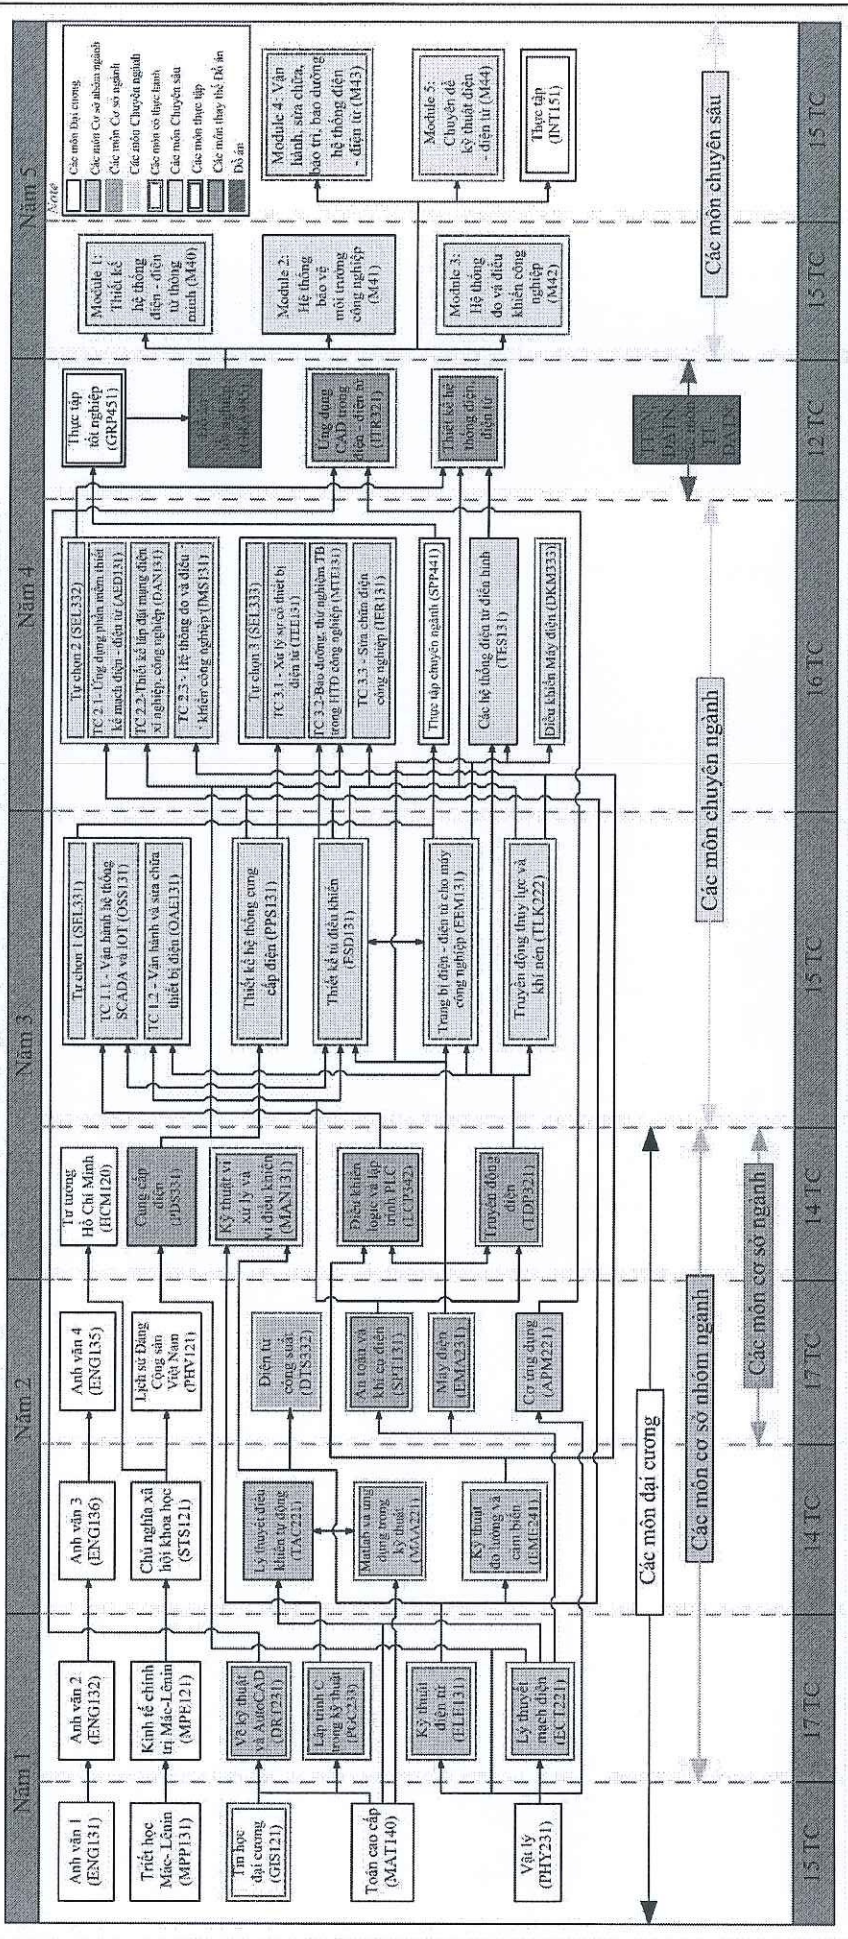 Năm 1
Năm 2
Năm 3
Năm 4
Năm 5
Note
Các môn Đại cương
Các môn Cơ sở nhóm ngành
Các môn Cơ sở ngành
Các môn Chuyên ngành
Các môn có thực hành
Các môn Chuyên sâu
Các môn thực tập
Các môn thay thế Đồ án
Đồ án
Anh văn 1
(ENG131)
Triết học
Mác- Lênin
(MPP131)
Tin học
đại cương
(GIS121)
Toán cao cấp
(MAT140)
Vật lý
(PHY231)
Anh văn 2
(ENG132)
Kinh tế chính
trị Mác-Lênin
(MPE121)
Vẽ kỹ thuật
và AutoCAD
(DRT231)
Lập trình C
trong kỹ thuật
(PGC233)
Kỹ thuật
điện tử
(ELE131)
Lý thuyết
mạch điện
(ECT221)
Anh văn 3
(ENG136)
Chủ nghĩa xã
hội khoa học
(STS121)
Lý thuyết điều
khiển tự động
(TAC221)
Matlab và ứng
dụng trong
kỹ thuật
(MAA221)
Kỹ thuật
đo lường và
cảm biến
(EME241)
Anh văn 4
(ENG135)
Lịch sử Đảng
Cộng sản
Việt Nam
(PHV121)
Điện tử
công suất
(DTS332)
An toàn và
khí cụ điện
(SPT131)
Máy điện
(EMA231)
Cơ ứng dụng
(APM221)
Tư tưởng
Hồ Chí Minh
(HCM120)
Cung cấp
điện
(PDS331)
Kỹ thuật vi
xử lý và
vi điều khiển
(MAN131)
Điều khiển
logic và lập
trình PLC
(LCP342)
Truyền động
điện
(TDP321)
Tự chọn 1 (SEL331)
TC 1.1 - Vận hành hệ thống
SCADA và IOT (OSS131)
TC 1.2 - Vận hành và sửa chữa
thiết bị điện (OAE131)
Thiết kế hệ thống cung
cấp điện (PPS131)
Thiết kế tủ điều khiển
(ESD131)
Trang bị điện - điện tử cho máy
công nghiệp (EEM131)
Truyền động thủy lực và
khí nén (TLK222)
Tự chọn 2 (SEL332)
TC 2.1- Ứng dụng phần mềm thiết
kế mạch điện - điện tử (AED131)
TC 2.2-Thiết kế lắp đặt mạng điện
xí nghiệp, công nghiệp (DAN131)
TC 2.3 - Hệ thống đo và điều
khiển công nghiệp (IMS131)
Tự chọn 3 (SEL333)
TC 3.1 - Xử lý sự cố thiết bị
điện tử (TEE131)
TC 3.2-Bảo dưỡng, thử nghiệm TB
trong HTĐ công nghiệp (MTE131)
TC 3.3 - Sửa chữa điện
công nghiệp (IER131)
Thực tập chuyên ngành (SPP441)
Các hệ thống điện tử điển hình
(TES131)
Điều khiển Máy điện (DKM333)
Thực tập
tốt nghiệp
(GRP451)
Ứng dụng
CAD trong
điện - điện tử
Thiết kế hệ
thống điện,
điện tử
Module 1:
Thiết kế
hệ thống
điện - điện
tử thông
minh (M40)
Module 2:
Hệ thống
bảo vệ
môi trường
công nghiệp
(M41)
Module 3:
Hệ thống
đo và điều
khiển công
nghiệp
(M42)
Module 4: Vận
hành, sửa chữa,
bảo trì, bảo dưỡng
hệ thống điện
- điện tử (M43)
Module 5:
Chuyên đề
kỹ thuật điện
- điện tử (M44)
Thực tập
(INT151)
Các môn đại cương
Các môn cơ sở nhóm ngành
Các môn cơ sở ngành
Các môn chuyên ngành
Các môn chuyên sâu
15 TC
17 TC
14 TC
17 TC
14 TC
15 TC
16 TC
12 TC
15 TC
15 TC